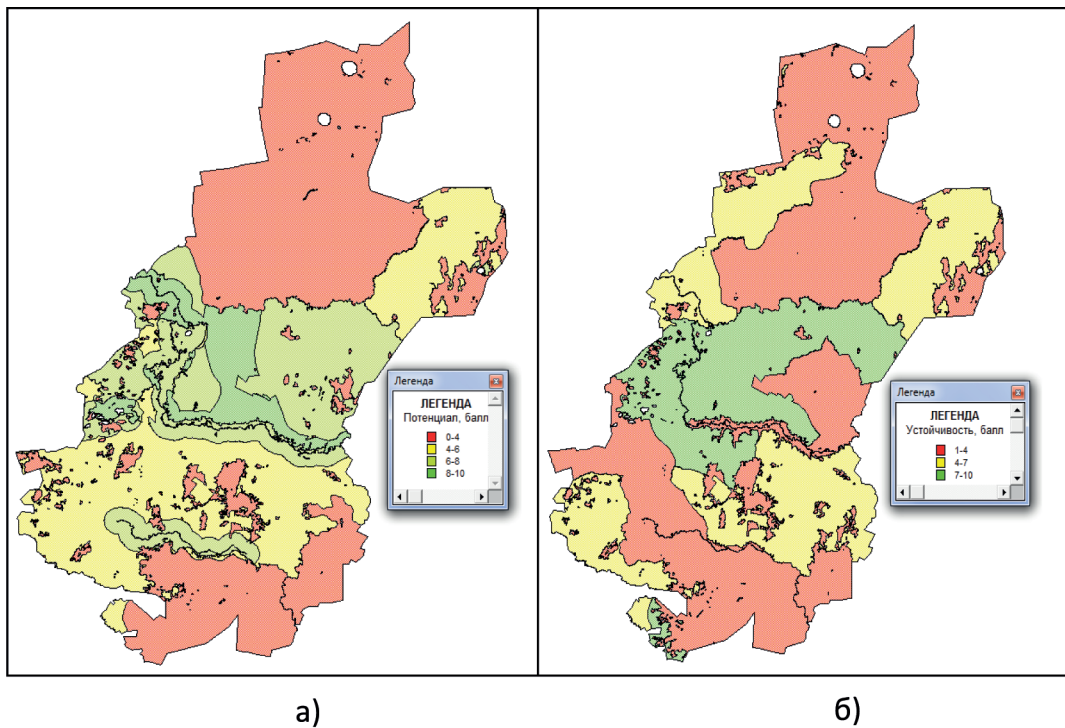 Легенда
ЛЕГЕНДА
Потенциал, балл
0-4
4-6
6-8
8-10
Легенда
ЛЕГЕНДА
Устойчивость, балл
1-4
4-7
7-10
а)
б)